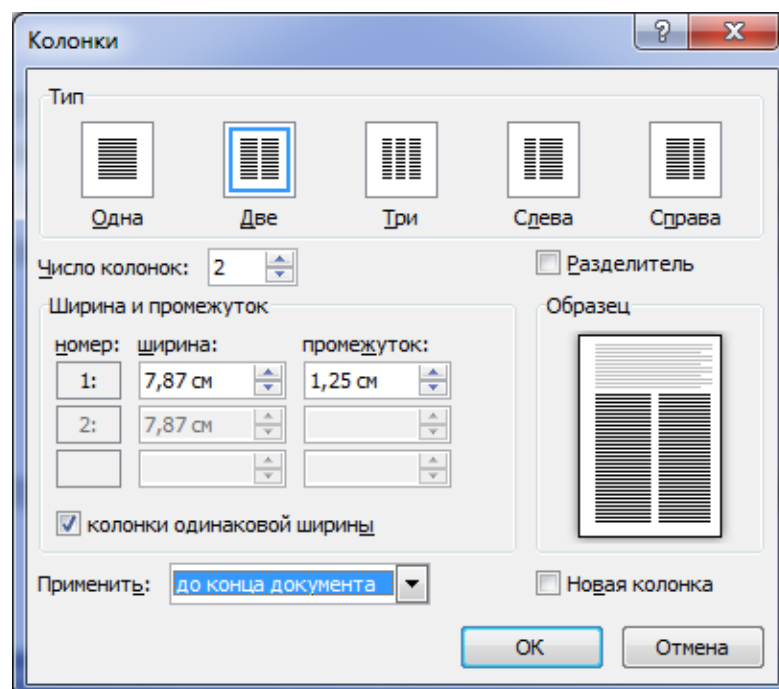 Колонки
Тип
Одна Две Три Слева Справа
Число колонок: 2 Разделитель
Ширина и промежуток Образец
номер: ширина: промежуток:
1: 7,87 см 1,25 см
2: 7,87 см
колонки одинаковой ширины
Применить: до конца документа Новая колонка
ОК Отмена